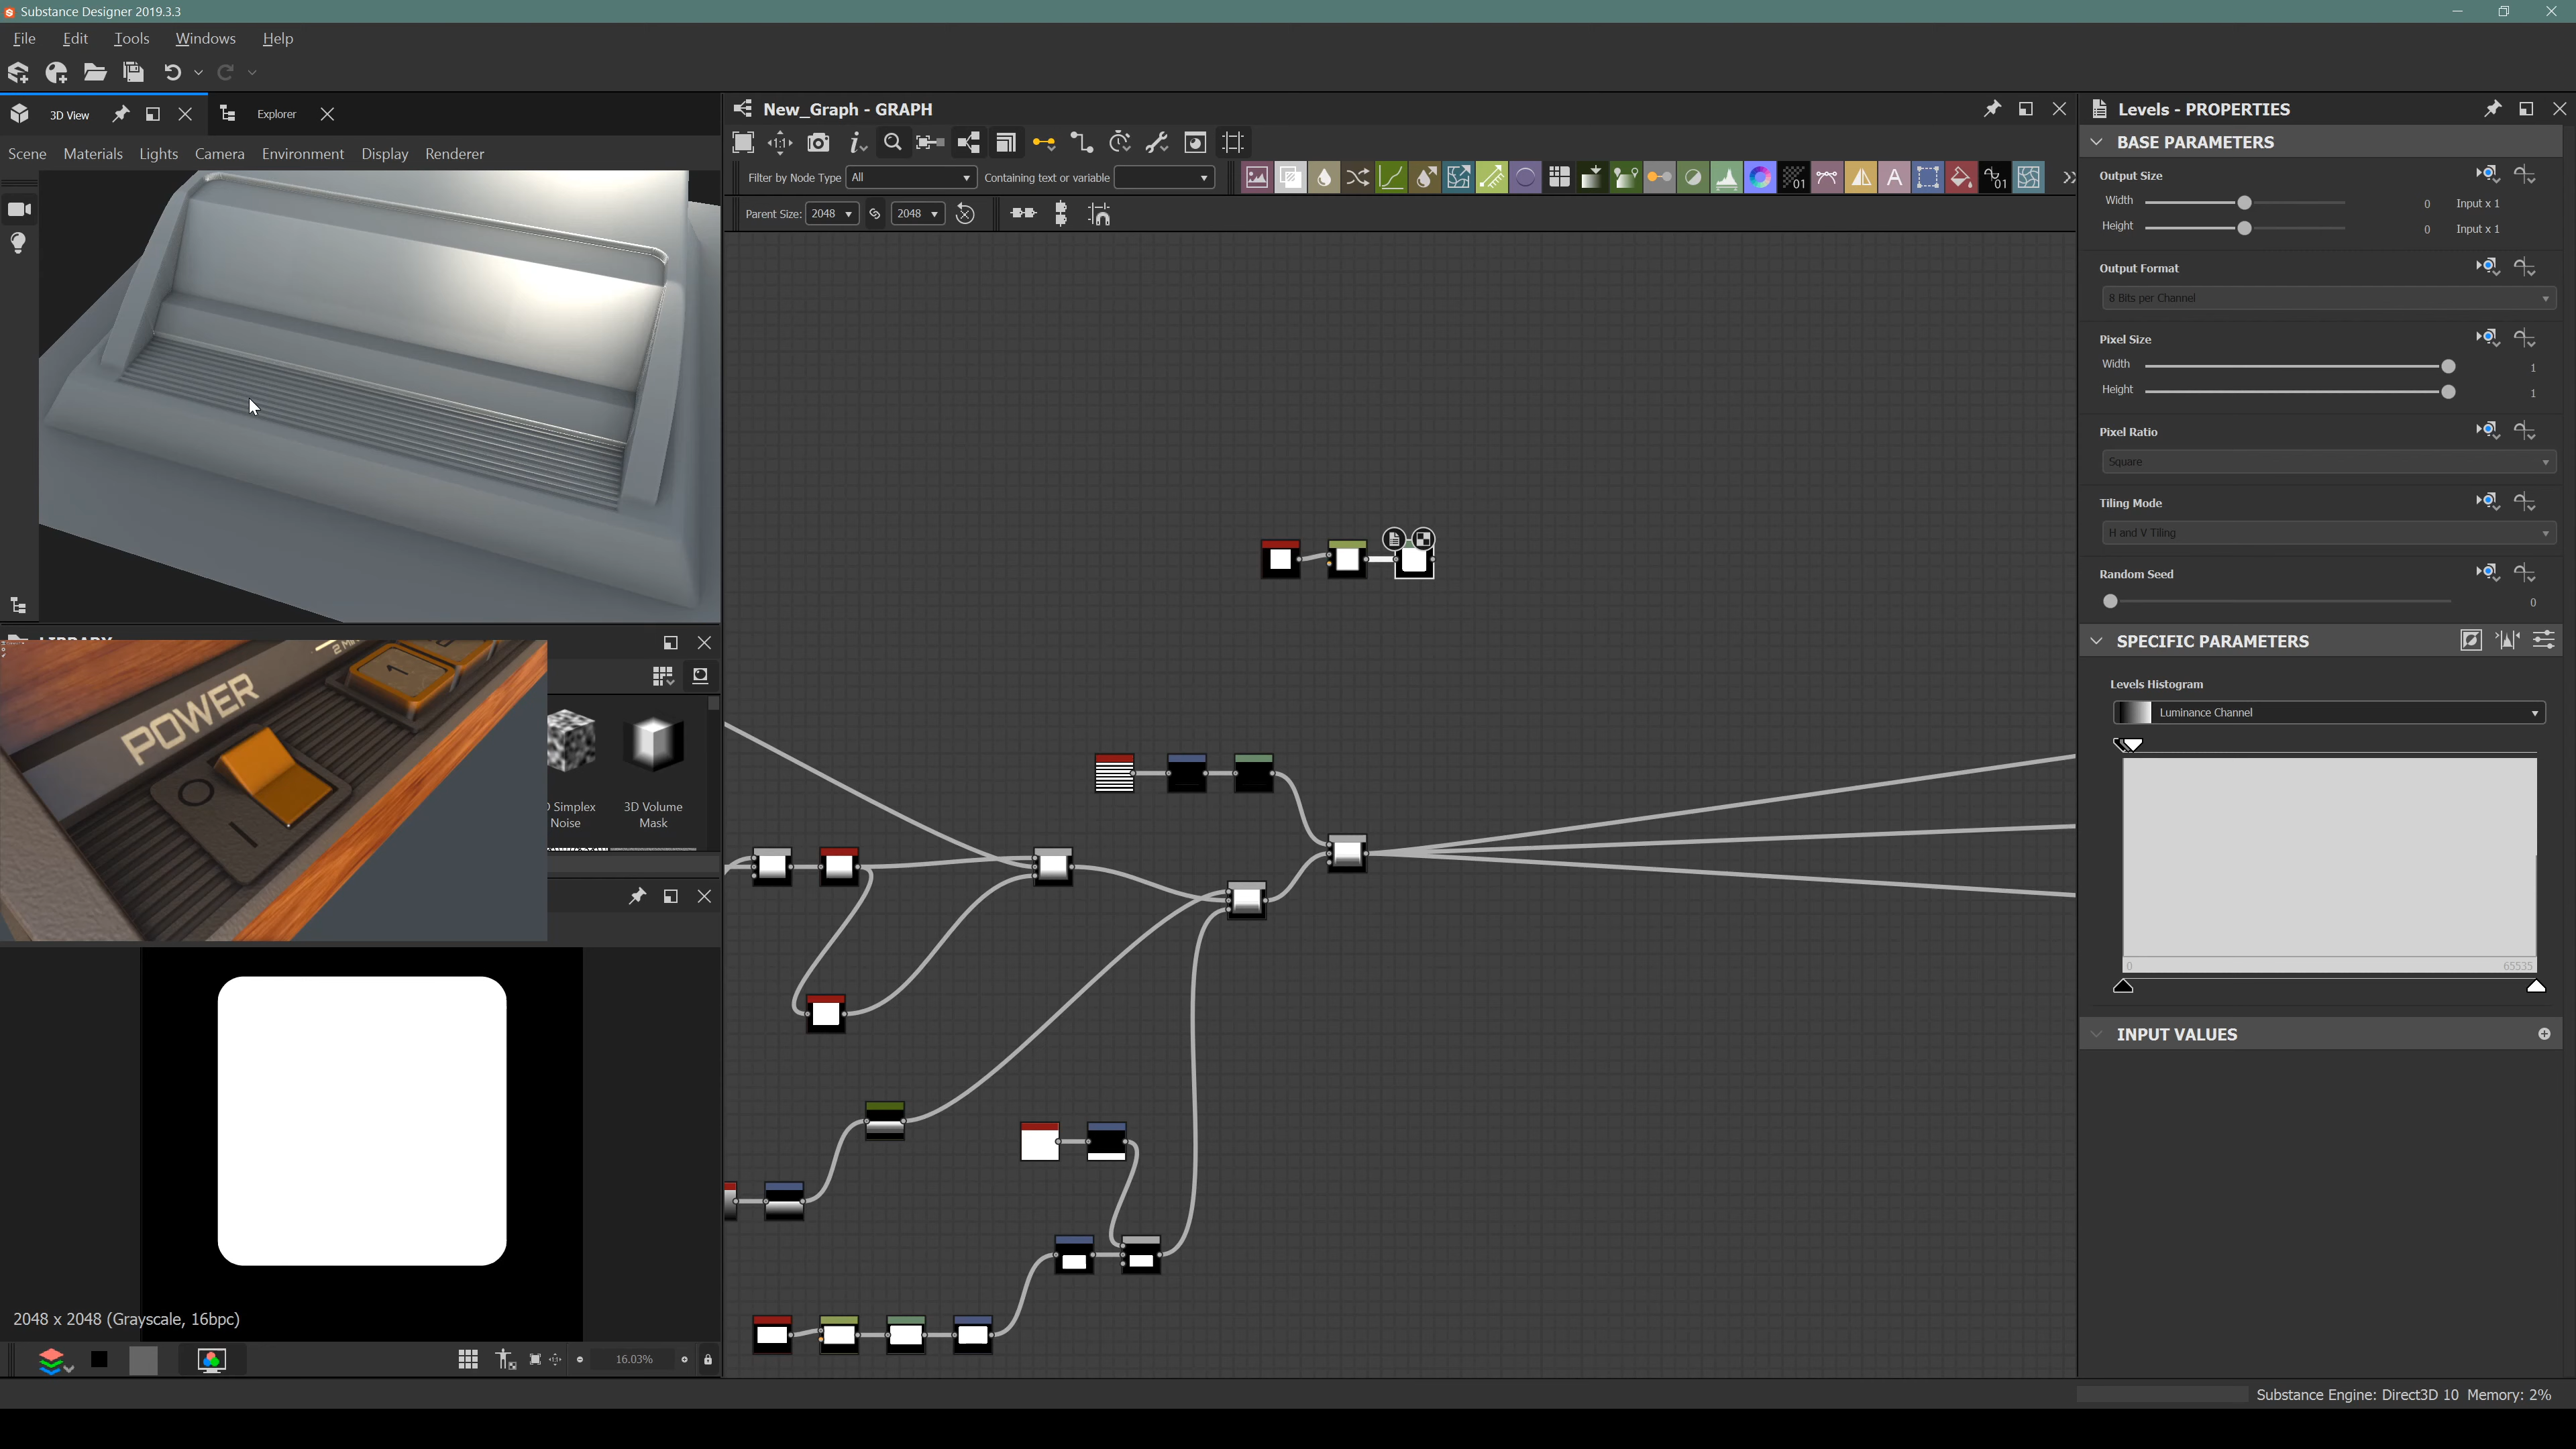 Substance Designer 2019.3.3
File Edit Tools Windows Help
3D View
Explorer
Scene Materials Lights Camera Environment Display Renderer
New_Graph - GRAPH
Filter by Node Type All Containing text or variable
01
01
Parent Size: 2048 2048
POWER
Simplex
Noise
3D Volume
Mask
2048 x 2048 (Grayscale, 16bpc)
16.03%
Levels - PROPERTIES
BASE PARAMETERS
Output Size
Width 0 Input x 1
Height 0 Input x 1
Output Format
8 Bits per Channel
Pixel Size
Width 1
Height 1
Pixel Ratio
Square
Tiling Mode
H and V Tiling
Random Seed
0
SPECIFIC PARAMETERS
Levels Histogram
Luminance Channel
0 65535
INPUT VALUES
Substance Engine: Direct3D 10 Memory: 2%